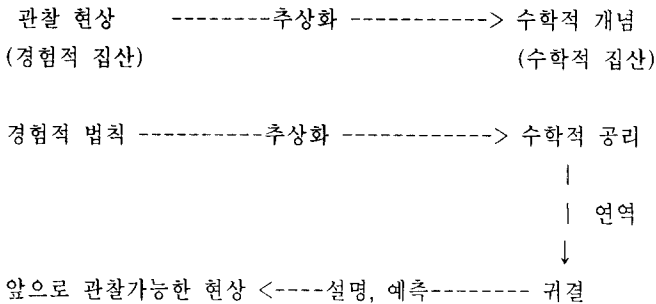 관찰 현상 --------추상화 -----------> 수학적 개념
(경험적 집산) (수학적 집산)
경험적 법칙 ----------추상화 ------------> 수학적 공리
|
| 연역
↓
앞으로 관찰가능한 현상 <----설명, 예측-------- 귀결